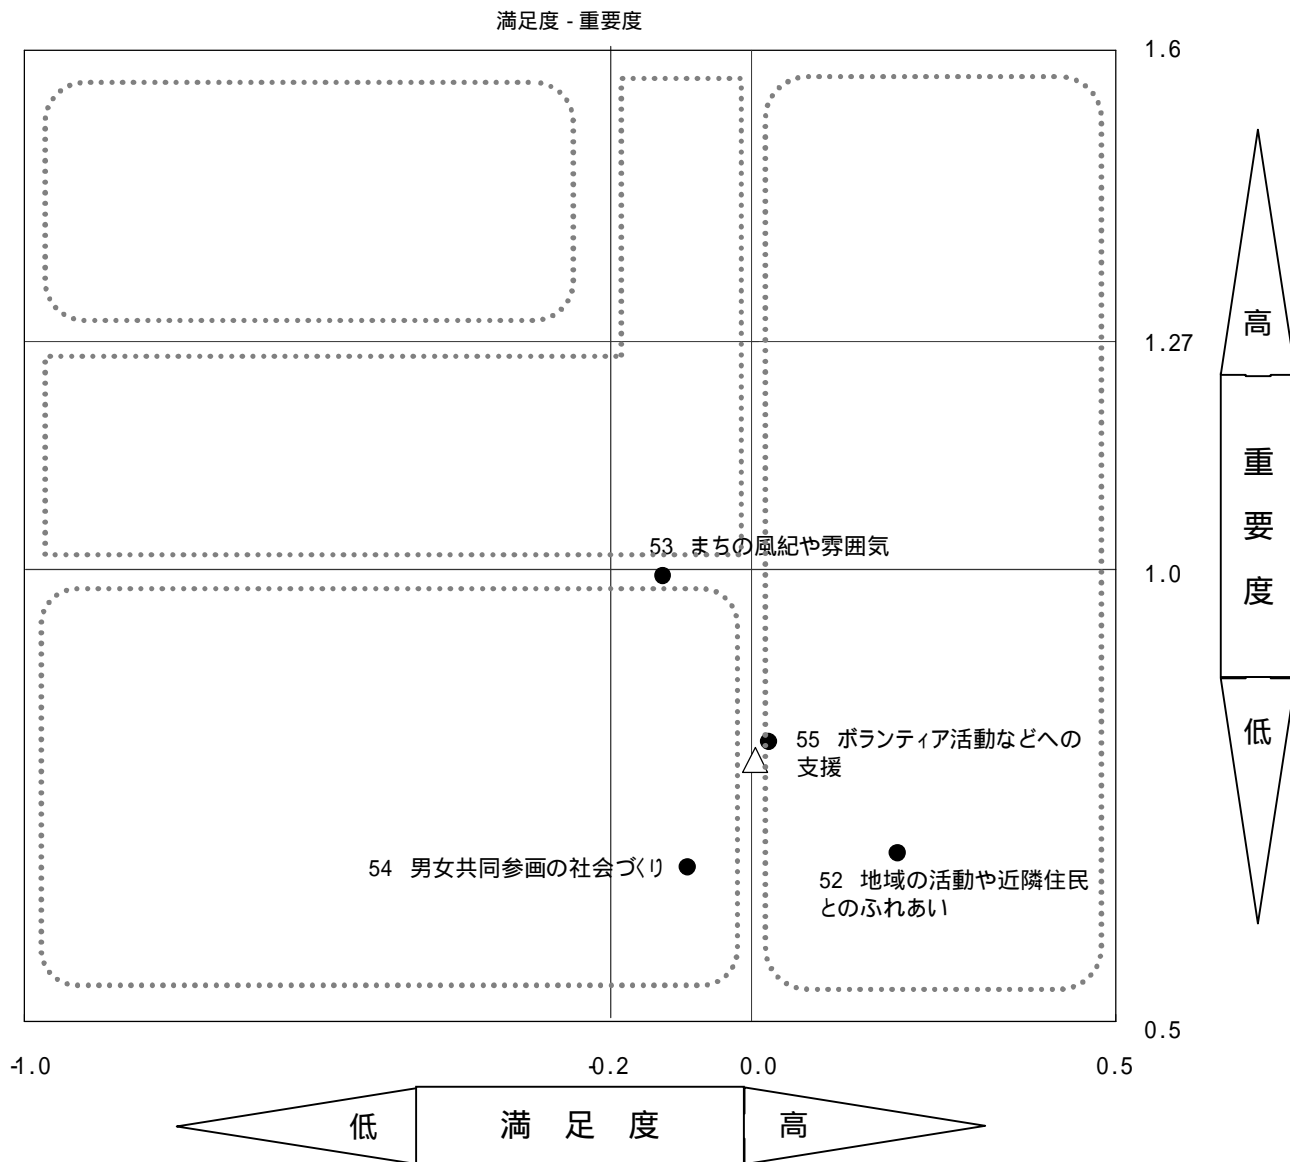 満足度 - 重要度
1.6
高
1.27
重要度
53 まちの風紀や雰囲気
1.0
低
55 ボランティア活動などへの
支援
54 男女共同参画の社会づくり
52 地域の活動や近隣住民
とのふれあい
0.5
-1.0 -0.2 0.0 0.5
低 満足度 高